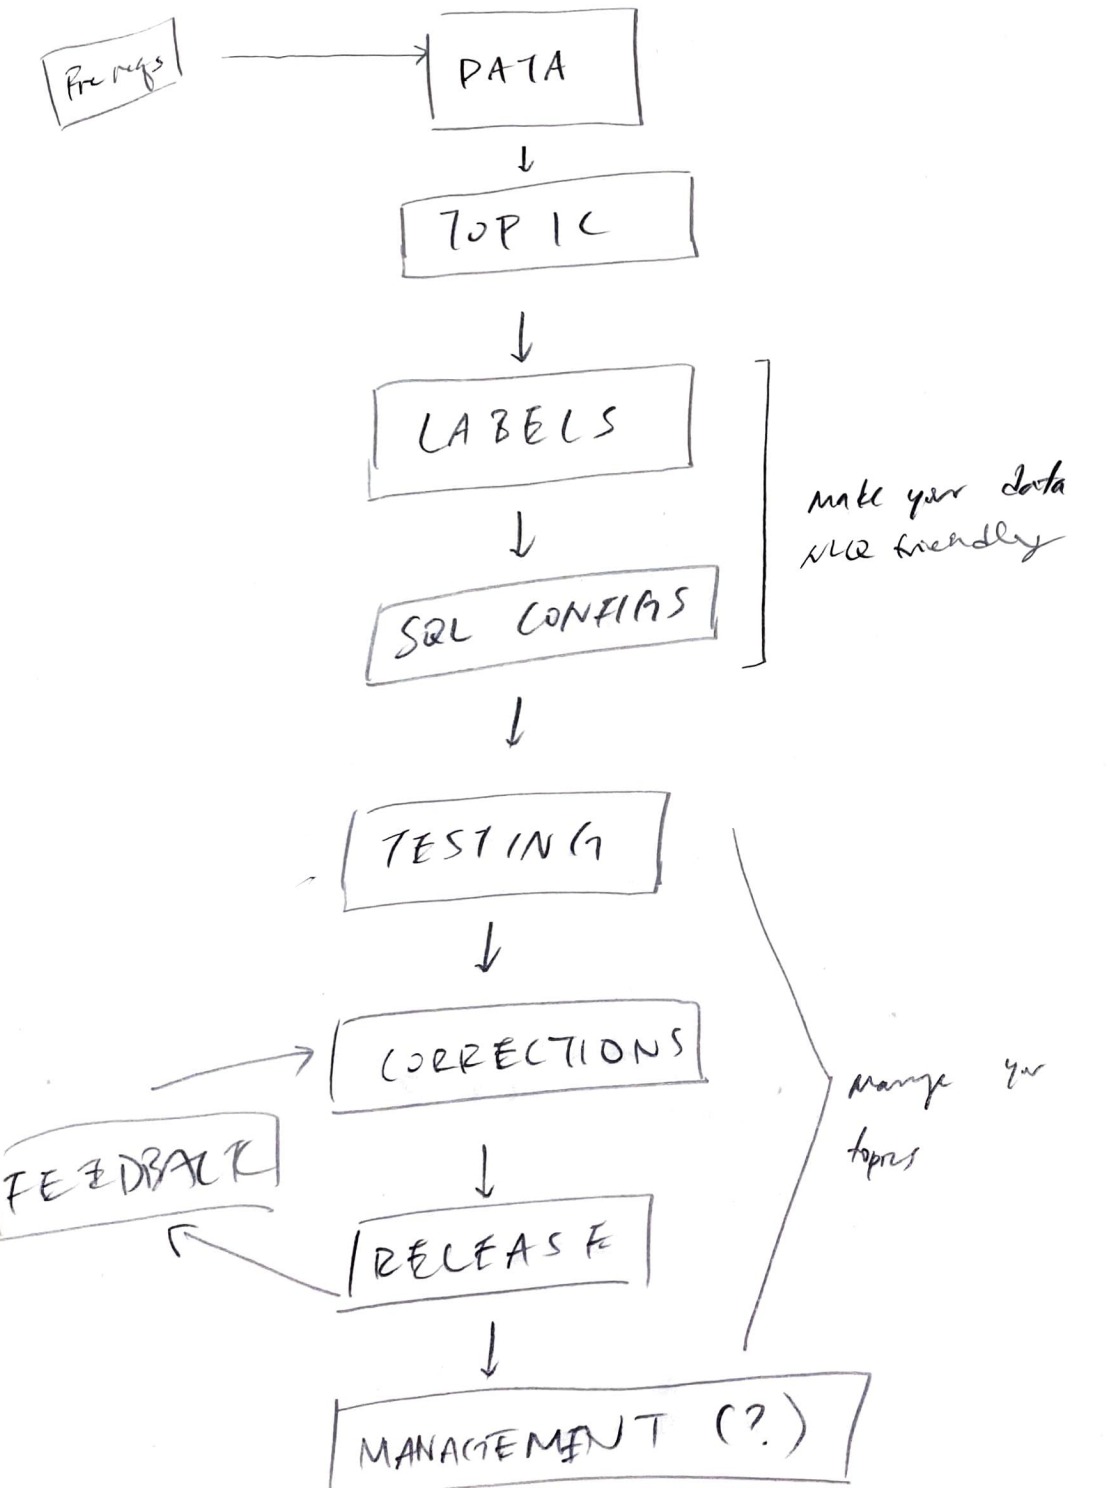 Pre reqs
DATA
TOPIC
LABELS
make your data
NLQ friendly
SQL CONFIGS
TESTING
CORRECTIONS
manage your
topics
FEEDBACK
RELEASE
MANAGEMENT (?)